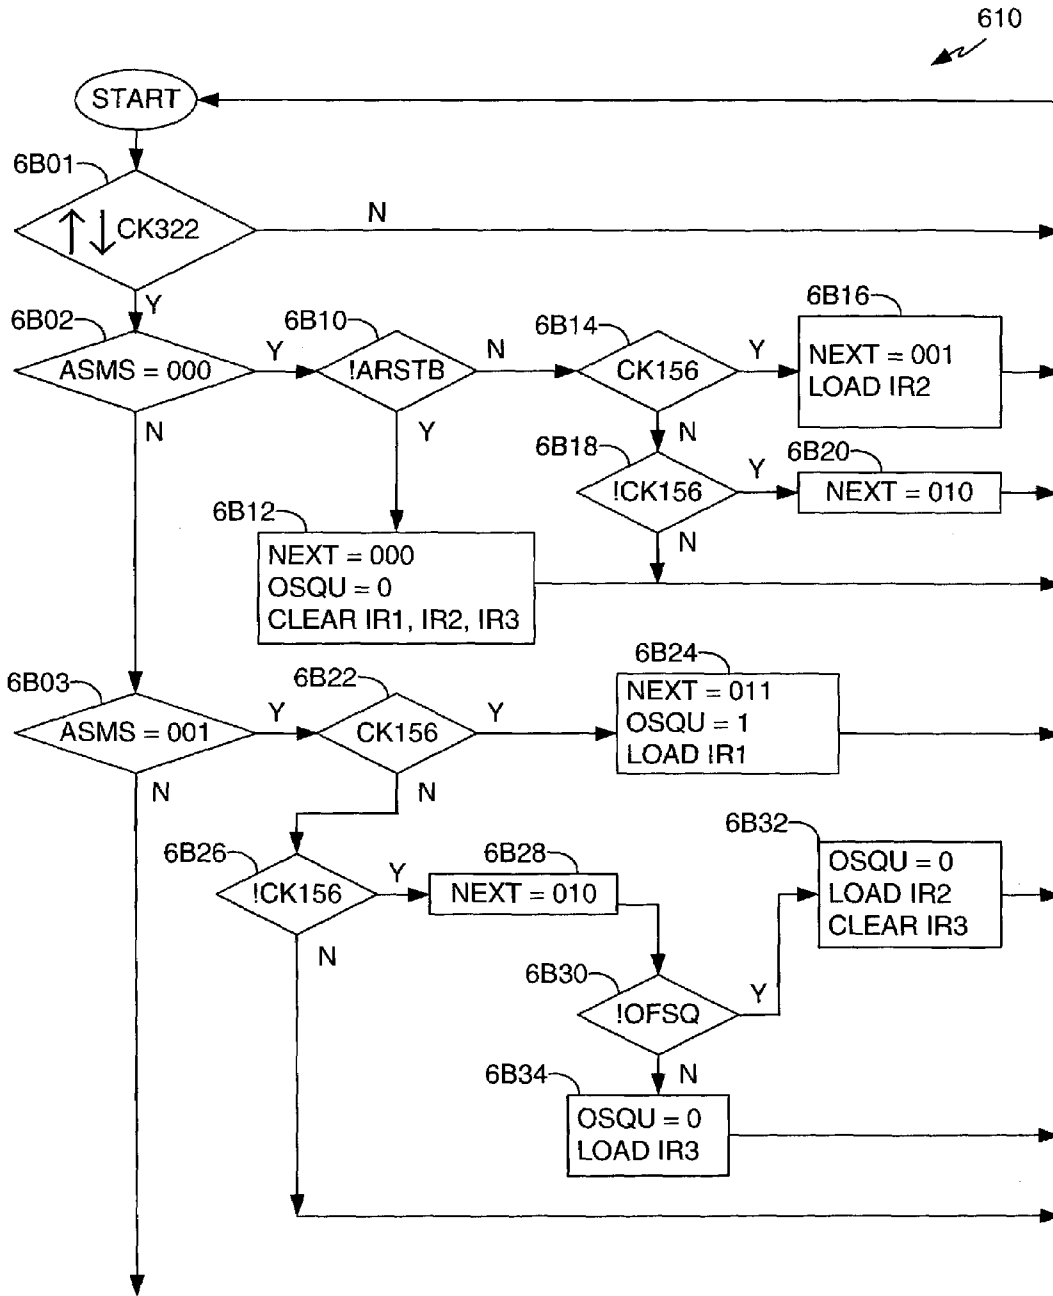 610
START
6B01
↑↓ CK322
N
Y
6B02
ASMS = 000
Y
N
6B10
!ARSTB
N
Y
6B14
CK156
Y
N
6B16
NEXT = 001
LOAD IR2
6B18
!CK156
Y
N
6B20
NEXT = 010
6B12
NEXT = 000
OSQU = 0
CLEAR IR1, IR2, IR3
6B03
ASMS = 001
Y
N
6B22
CK156
Y
N
6B24
NEXT = 011
OSQU = 1
LOAD IR1
6B26
!CK156
Y
N
6B28
NEXT = 010
6B30
!OFSQ
Y
N
6B32
OSQU = 0
LOAD IR2
CLEAR IR3
6B34
OSQU = 0
LOAD IR3